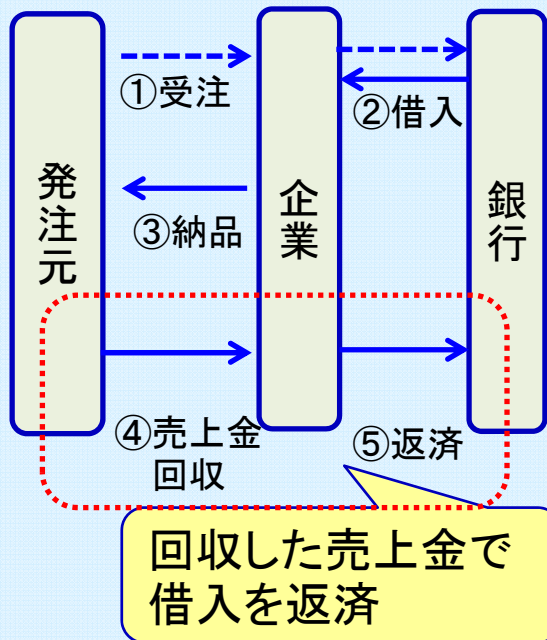 発注元
企業
銀行
①受注
②借入
③納品
④売上金
回収
⑤返済
回収した売上金で
借入を返済